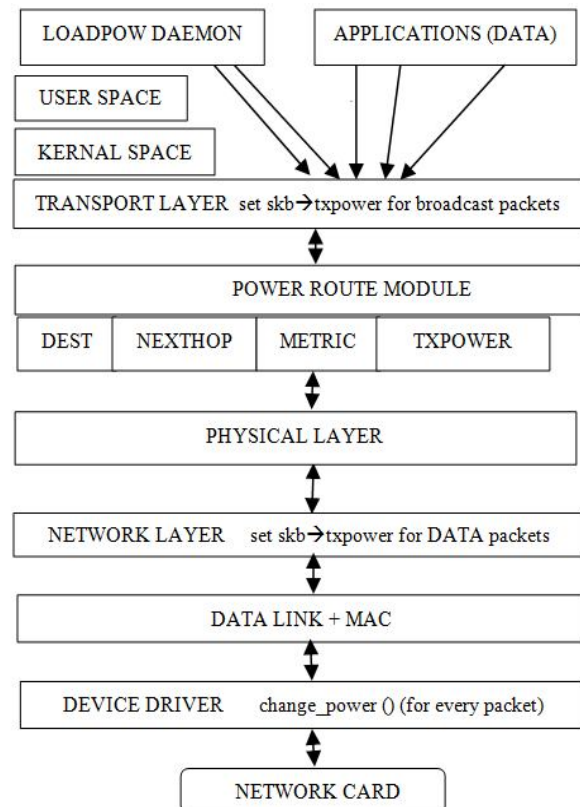 LOADPOW DAEMON
APPLICATIONS (DATA)
USER SPACE
KERNAL SPACE
TRANSPORT LAYER set skb→txpower for broadcast packets
POWER ROUTE MODULE
DEST NEXTHOP METRIC TXPOWER
PHYSICAL LAYER
NETWORK LAYER set skb→txpower for DATA packets
DATA LINK + MAC
DEVICE DRIVER change_power () (for every packet)
NETWORK CARD